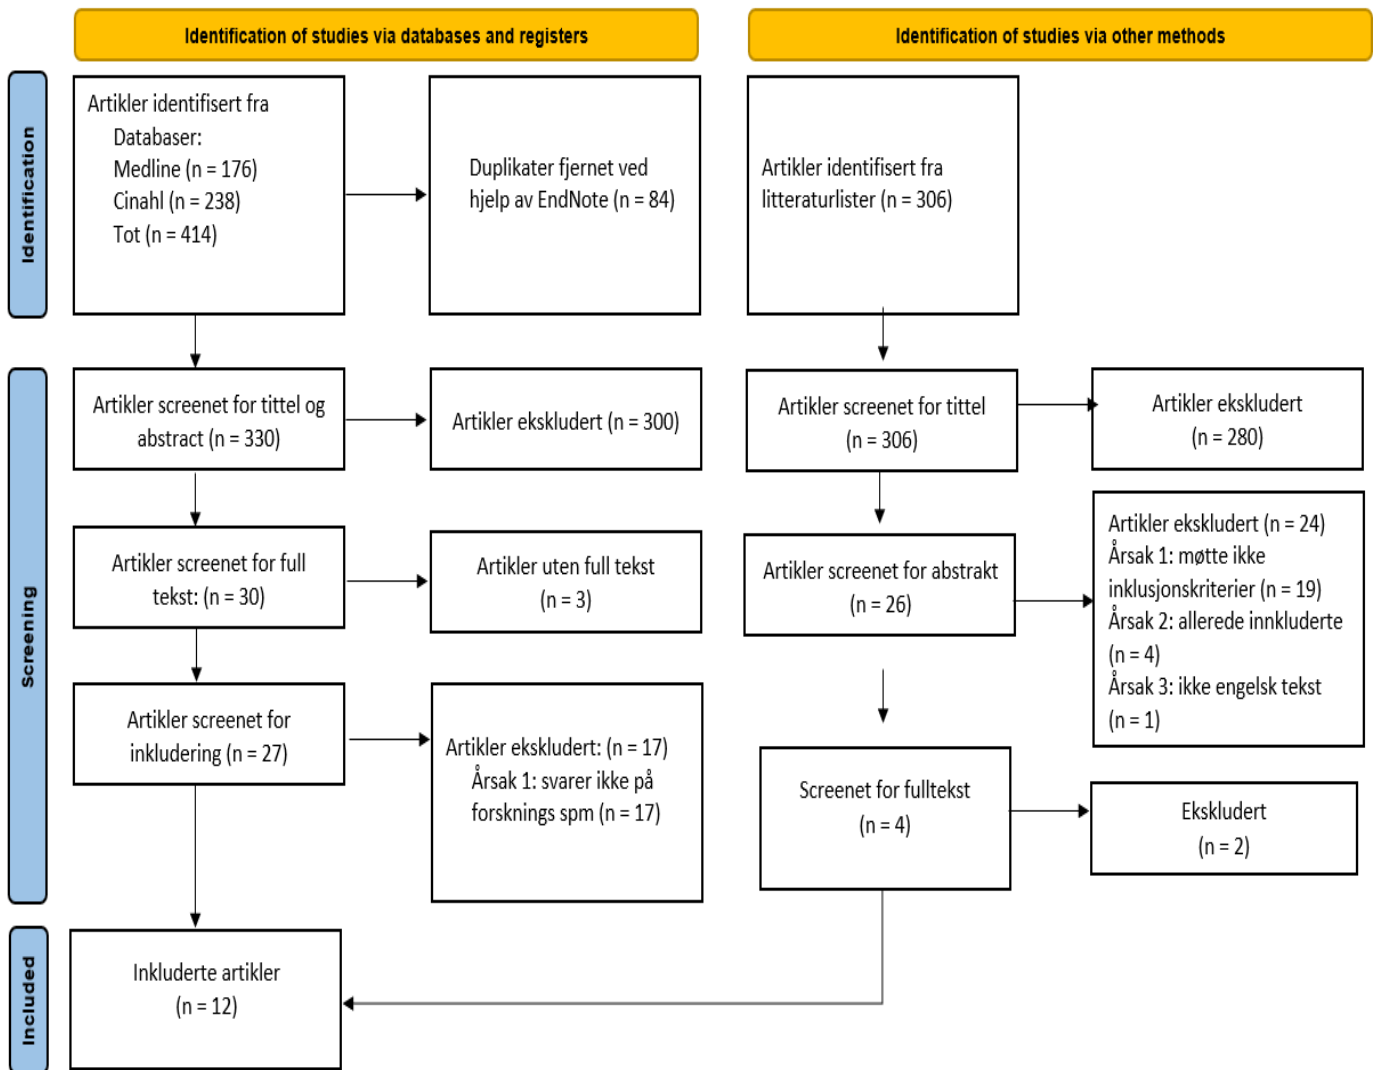 Identification of studies via databases and registers
Identification of studies via other methods
Identification
Artikler identifisert fra
Databaser:
Medline (n = 176)
Cinahl (n = 238)
Tot (n = 414)
Duplikater fjernet ved
hjelp av EndNote (n = 84)
Artikler identifisert fra
litteraturlister (n = 306)
Screening
Artikler screenet for tittel og
abstract (n = 330)
Artikler ekskludert (n = 300)
Artikler screenet for tittel
(n = 306)
Artikler ekskludert
(n = 280)
Artikler screenet for full
tekst: (n = 30)
Artikler uten full tekst
(n = 3)
Artikler screenet for abstrakt
(n = 26)
Artikler ekskludert (n = 24)
Årsak 1: møtte ikke
inklusjonskriterier (n = 19)
Årsak 2: allerede innkluderte
(n = 4)
Årsak 3: ikke engelsk tekst
(n = 1)
Artikler screenet for
inkludering (n = 27)
Artikler ekskludert: (n = 17)
Årsak 1: svarer ikke på
forsknings spm (n = 17)
Screenet for fulltekst
(n = 4)
Ekskludert
(n = 2)
Included
Inkluderte artikler
(n = 12)